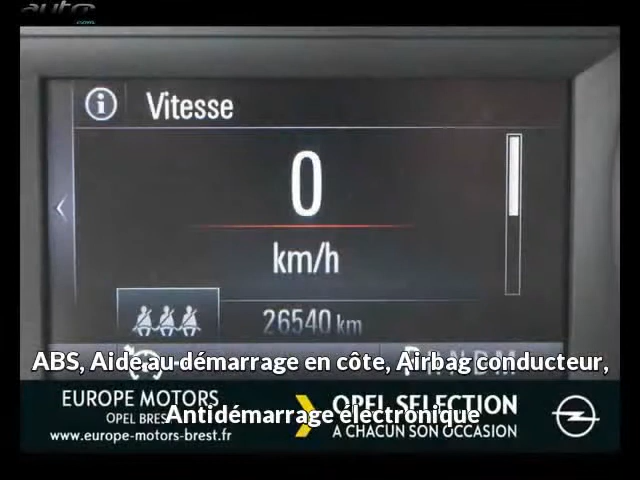 auto
Vitesse
0
km/h
26540 km
ABS, Aide au démarrage en côte, Airbag conducteur,
Antidémarrage électronique
EUROPE MOTORS
OPEL BREST
www.europe-motors-brest.fr
OPEL SELECTION
A CHACUN SON OCCASION